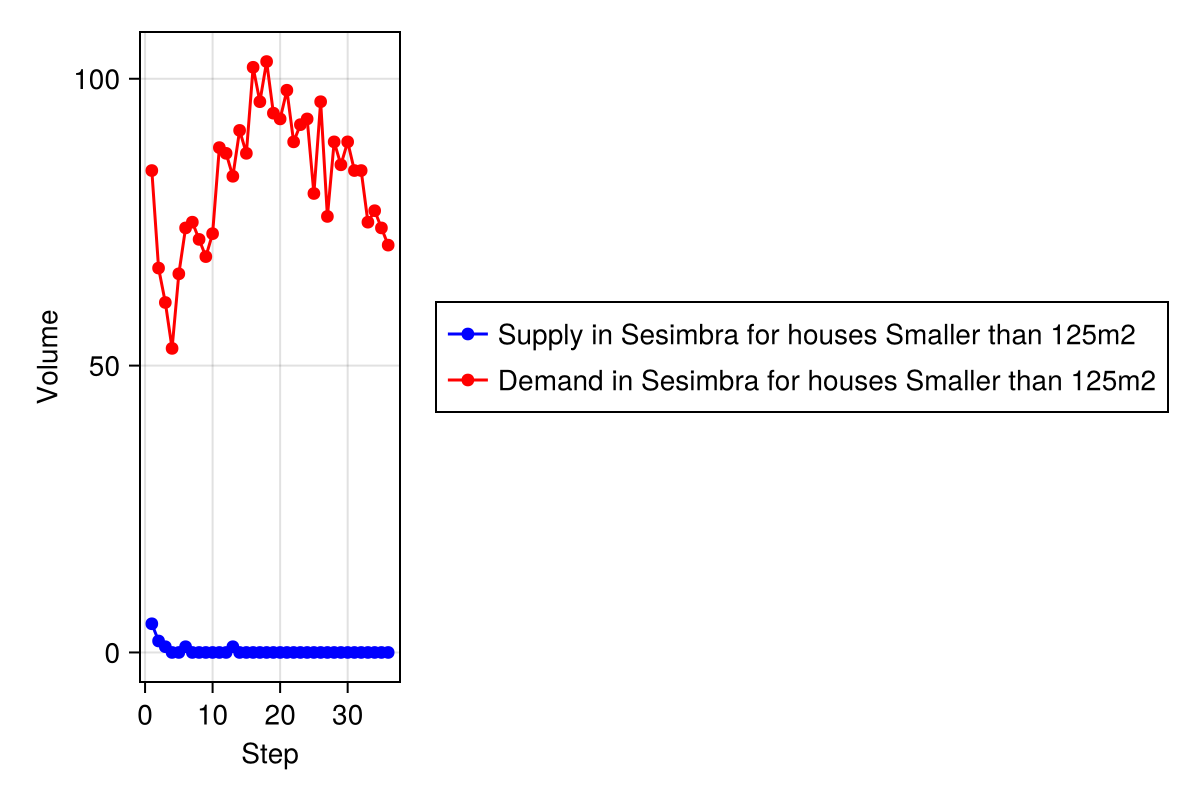 100
50
0
Volume
0 10 20 30
Step
Supply in Sesimbra for houses Smaller than 125m2
Demand in Sesimbra for houses Smaller than 125m2